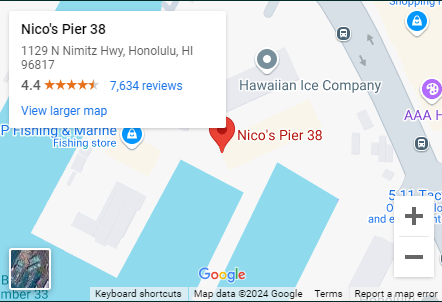 Nico's Pier 38
1129 N Nimitz Hwy, Honolulu, HI
96817
4.4
7,634 reviews
View larger map
Shopping
Hawaiian Ice Company
AAA H
P Fishing & Marine
Fishing store
Nico's Pier 38
5.11 Tac
O
and e
B
mber 33
+
−
Google
Keyboard shortcuts
Map data ©2024 Google
Terms
Report a map error